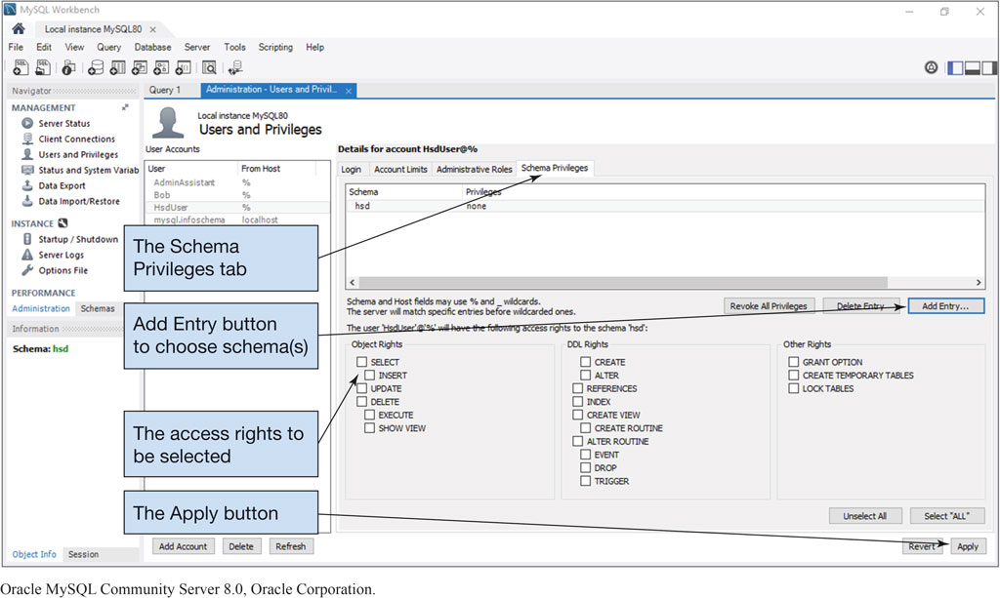 MySQL Workbench
Local instance MySQL80
File Edit View Query Database Server Tools Scripting Help
Navigator
MANAGEMENT
Server Status
Client Connections
Users and Privileges
Status and System Variab
Data Export
Data Import/Restore
INSTANCE
Startup / Shutdown
Server Logs
Options File
PERFORMANCE
Administration Schemas
Information
Schema: hsd
Object Info Session
Query 1
Administration - Users and Privil...
Local instance MySQL80
Users and Privileges
User Accounts
User From Host
AdminAssistant %
Bob %
HsdUser %
mysql.infoschema localhost
The Schema
Privileges tab
Add Entry button
to choose schema(s)
The access rights to
be selected
The Apply button
Add Account Delete Refresh
Details for account HsdUser@%
Login Account Limits Administrative Roles Schema Privileges
Schema Privileges
hsd none
Schema and Host fields may use % and _ wildcards.
The server will match specific entries before wildcarded ones.
Revoke All Privileges Delete Entry Add Entry...
The user 'HsdUser'@'%' will have the following access rights to the schema 'hsd':
Object Rights
SELECT
INSERT
UPDATE
DELETE
EXECUTE
SHOW VIEW
DDL Rights
CREATE
ALTER
REFERENCES
INDEX
CREATE VIEW
CREATE ROUTINE
ALTER ROUTINE
EVENT
DROP
TRIGGER
Other Rights
GRANT OPTION
CREATE TEMPORARY TABLES
LOCK TABLES
Unselect All Select "ALL"
Revert Apply
Oracle MySQL Community Server 8.0, Oracle Corporation.